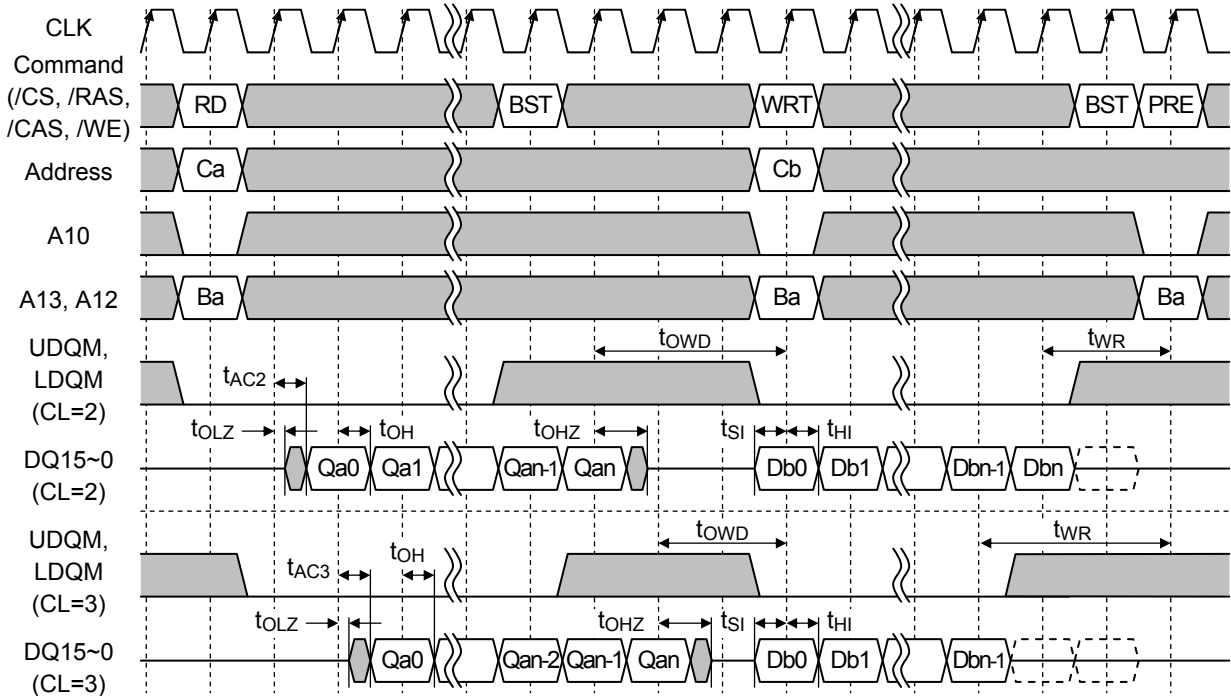 CLK
Command
(/CS, /RAS,
/CAS, /WE)
RD BST WRT BST PRE
Address
Ca Cb
A10
A13, A12
Ba Ba Ba
UDQM,
LDQM
(CL=2)
tAC2 tOWD tWR
tOLZ tOH tOHZ tSI tHI
DQ15~0
(CL=2)
Qa0 Qa1 Qan-1 Qan Db0 Db1 Dbn-1 Dbn
UDQM,
LDQM
(CL=3)
tAC3 tOH tOWD tWR
tOLZ tOHZ tSI tHI
DQ15~0
(CL=3)
Qa0 Qan-2 Qan-1 Qan Db0 Db1 Dbn-1